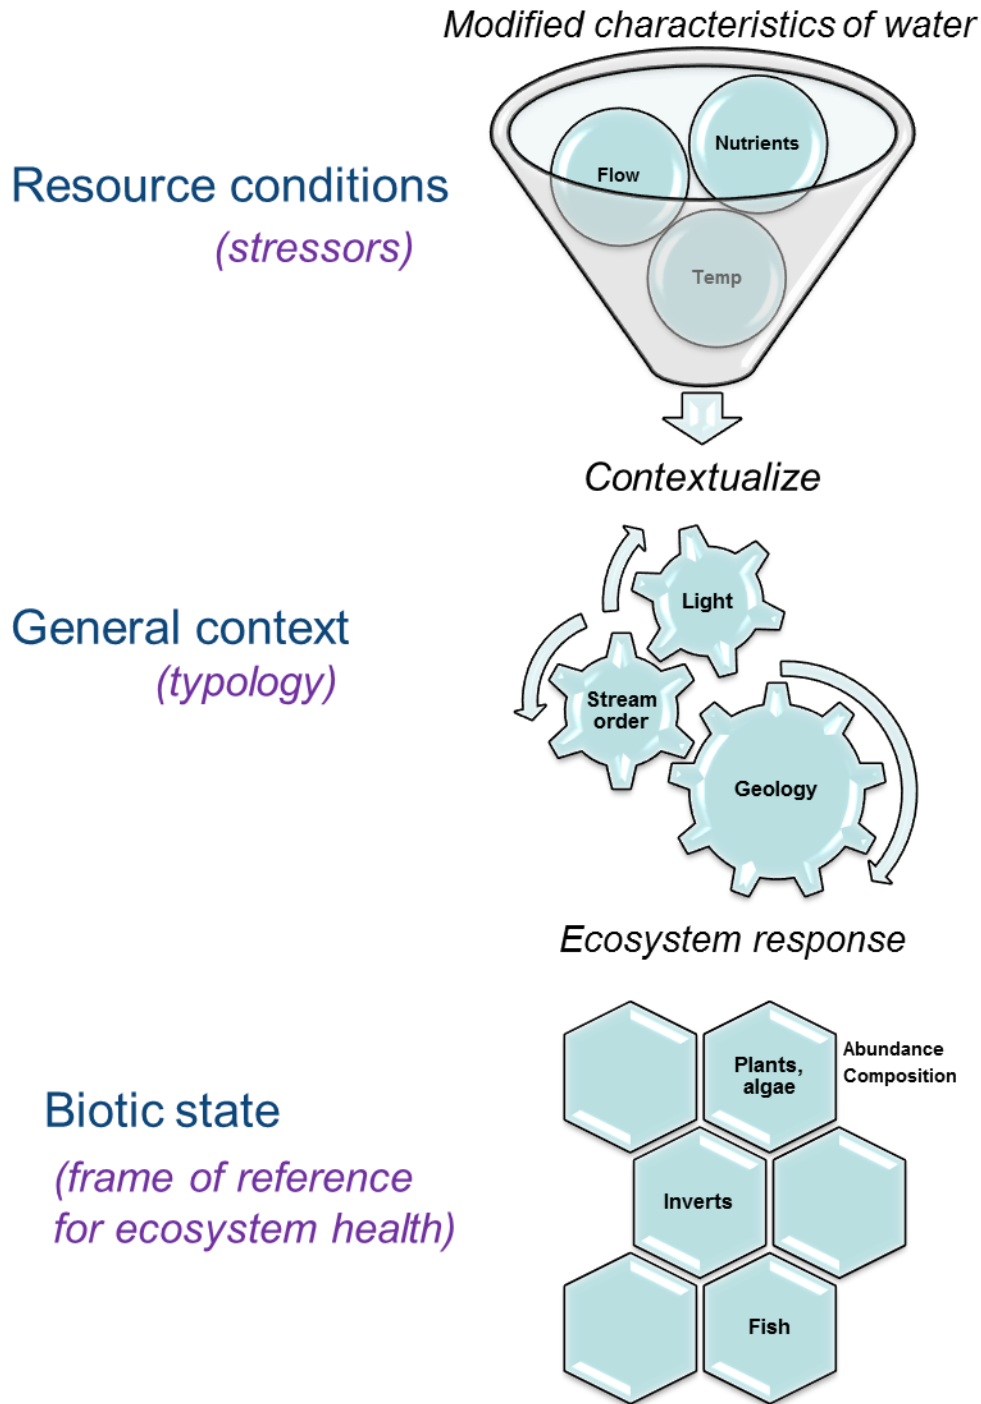 Modified characteristics of water
Resource conditions
(stressors)
Flow
Nutrients
Temp
Contextualize
General context
(typology)
Light
Stream
order
Geology
Ecosystem response
Biotic state
(frame of reference
for ecosystem health)
Plants,
algae
Abundance
Composition
Inverts
Fish